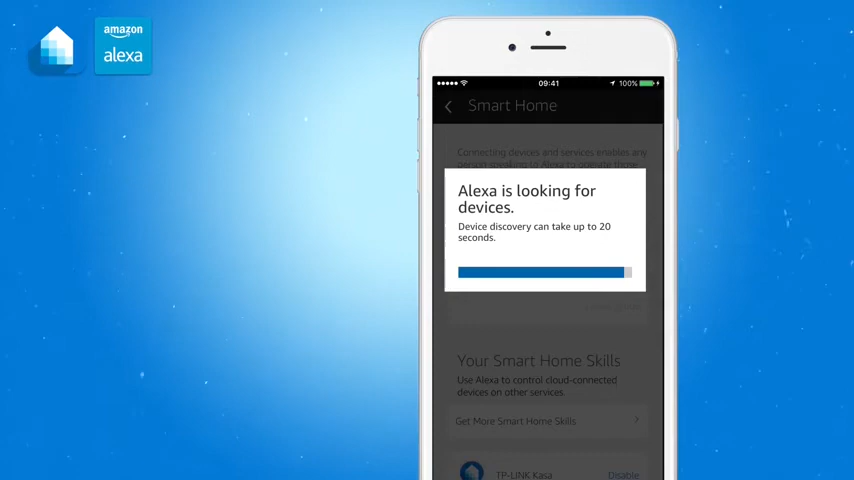 amazon
alexa
09:41
100%
Smart Home
Connecting devices and services enables any
person speaking to Alexa to operate those
Alexa is looking for
devices.
Device discovery can take up to 20
seconds.
Your Smart Home Skills
Use Alexa to control cloud-connected
devices on other services.
Get More Smart Home Skills
TP-LINK Kasa
Disable